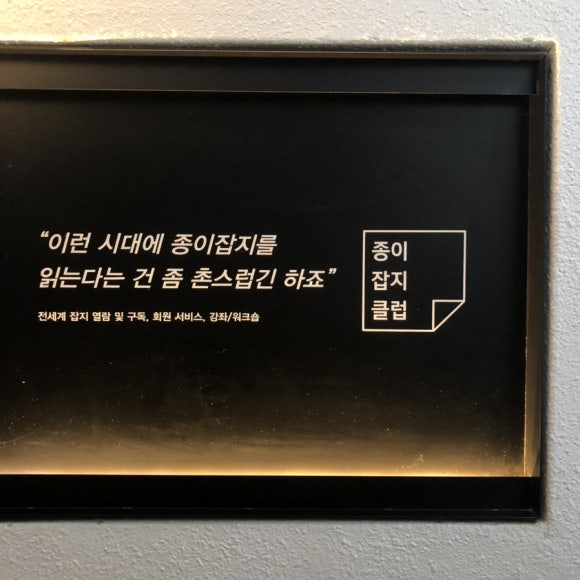 “이런 시대에 종이잡지를
읽는다는 건 좀 촌스럽긴 하죠”
전세계 잡지 열람 및 구독, 회원 서비스, 강좌/워크숍
종이
잡지
클럽